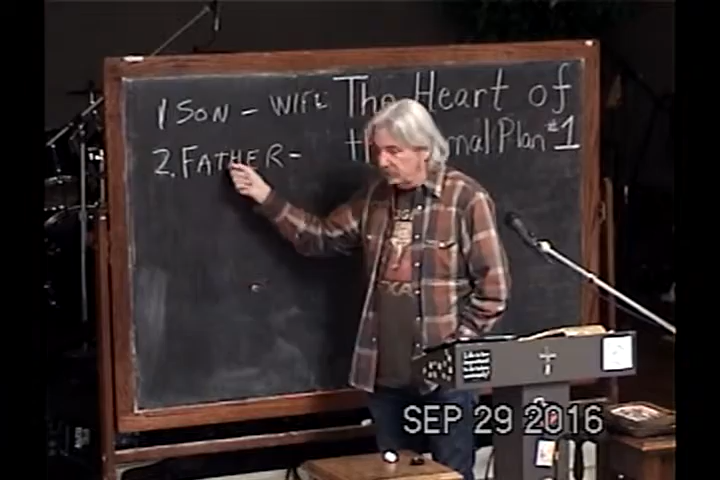 1 SON - WIFE
The Heart of
2. FATHER -
Plan #1
SEP 29 2016